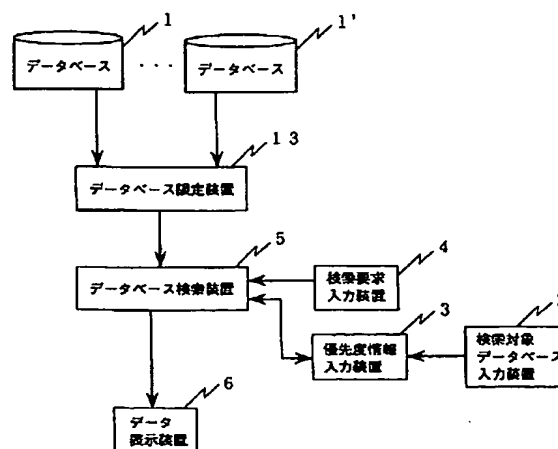 1
1'
データベース
...
データベース
13
データベース限定装置
5
4
データベース検索装置
検索要求
入力装置
3
優先度情報
入力装置
検索対象
データベース
入力装置
6
データ
表示装置